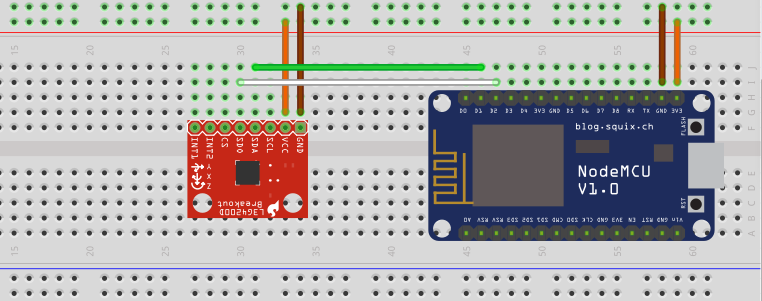 15 20 25 30 35 40 45 50 55 60
J
I
H
G
F
D0 D1 D2 D3 D4 3V3 GND D5 D6 D7 D8 RX TX GND 3V3
INT1 INT2 CS SDO SDA SCL VCC GND
blog.squix.ch
FLASH
NodeMCU
V1.0
X Y Z
L3G4200D
Breakout
RST
E
D
C
B
A
A0 RSV RSV SD3 SD2 SD1 CMD SD0 CLK GND 3V3 EN RST GND Vin
15 20 25 30 35 40 45 50 55 60